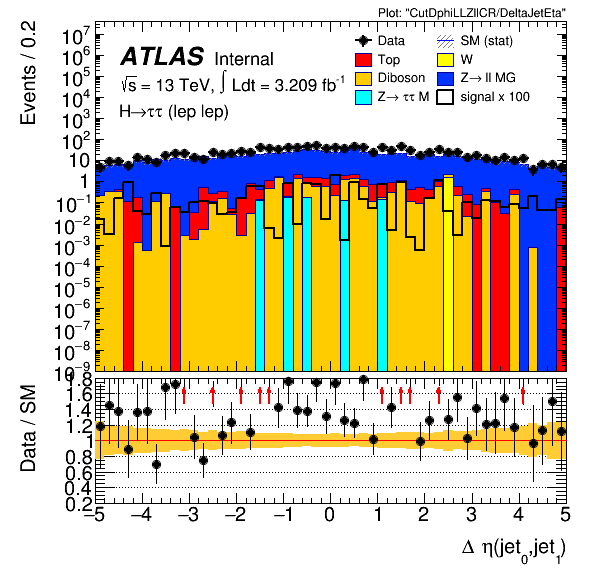 Plot: "CutDphiLLZllCR/DeltaJetEta"
Events / 0.2
10⁷
10⁶
10⁵
10⁴
10³
10²
10
1
10⁻¹
10⁻²
10⁻³
10⁻⁴
10⁻⁵
10⁻⁶
10⁻⁷
10⁻⁸
10⁻⁹
ATLAS Internal
√s = 13 TeV, ∫ Ldt = 3.209 fb⁻¹
H→ττ (lep lep)
Data
SM (stat)
Top
W
Diboson
Z→ ll MG
Z→ ττ M
signal x 100
Data / SM
1.8
1.6
1.4
1.2
1
0.8
0.6
0.4
0.2
−5 −4 −3 −2 −1 0 1 2 3 4 5
Δ η(jet₀,jet₁)